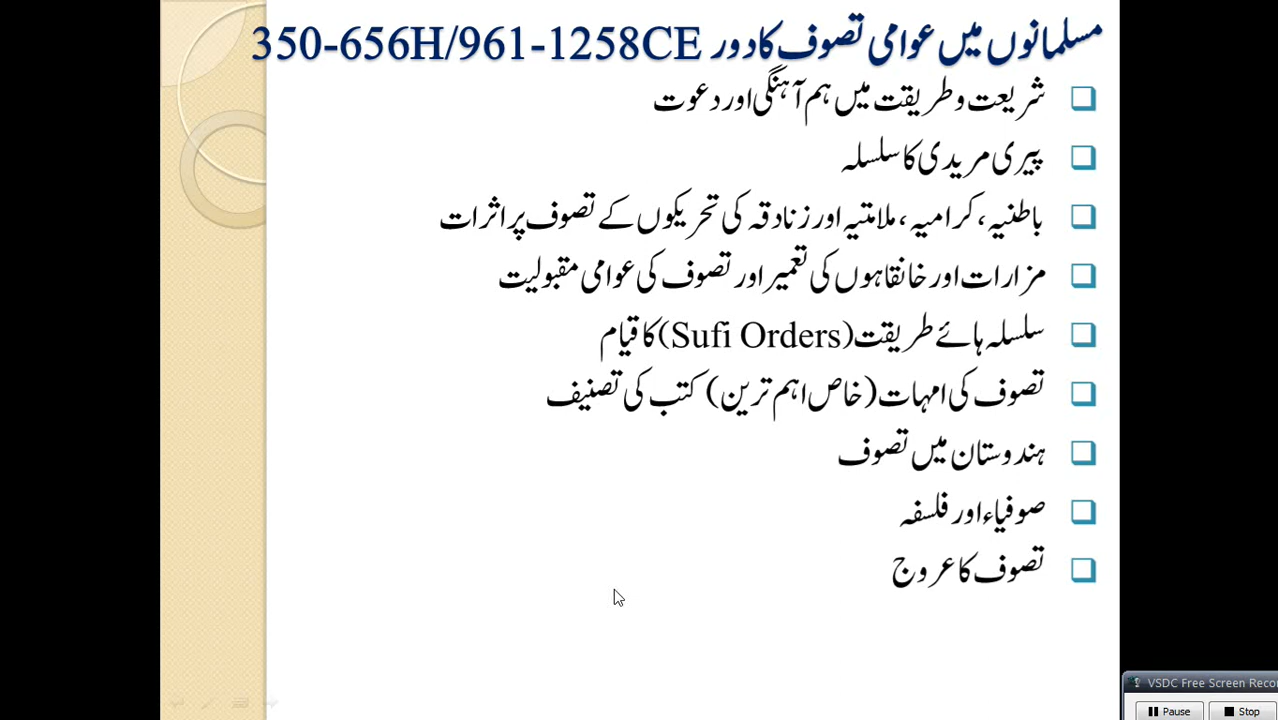 مسلمانوں میں عوامی تصوف کا دور 350-656H/961-1258CE
شریعت و طریقت میں ہم آہنگی اور دعوت
پیری مریدی کا سلسلہ
باطنیہ، کرامیہ، ملامتیہ اور زنادقہ کی تحریکوں کے تصوف پر اثرات
مزارات اور خانقاہوں کی تعمیر اور تصوف کی عوامی مقبولیت
سلسلہ ہائے طریقت (Sufi Orders) کا قیام
تصوف کی امہات (خاص اہم ترین) کتب کی تصنیف
ہندوستان میں تصوف
صوفیاء اور فلسفہ
تصوف کا عروج
VSDC Free Screen Reco
Pause
Stop